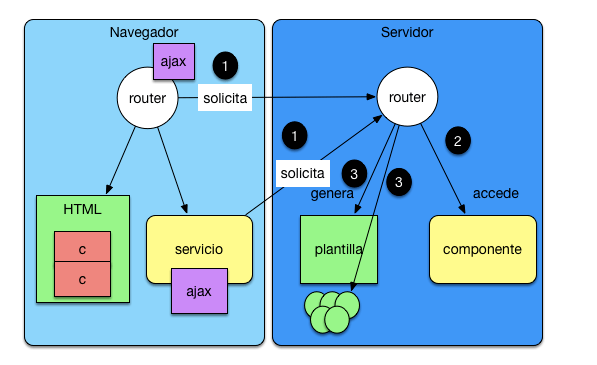 Navegador
Servidor
ajax
1
router
solicita
router
1
2
solicita
3
3
genera
accede
HTML
c
c
servicio
ajax
plantilla
componente